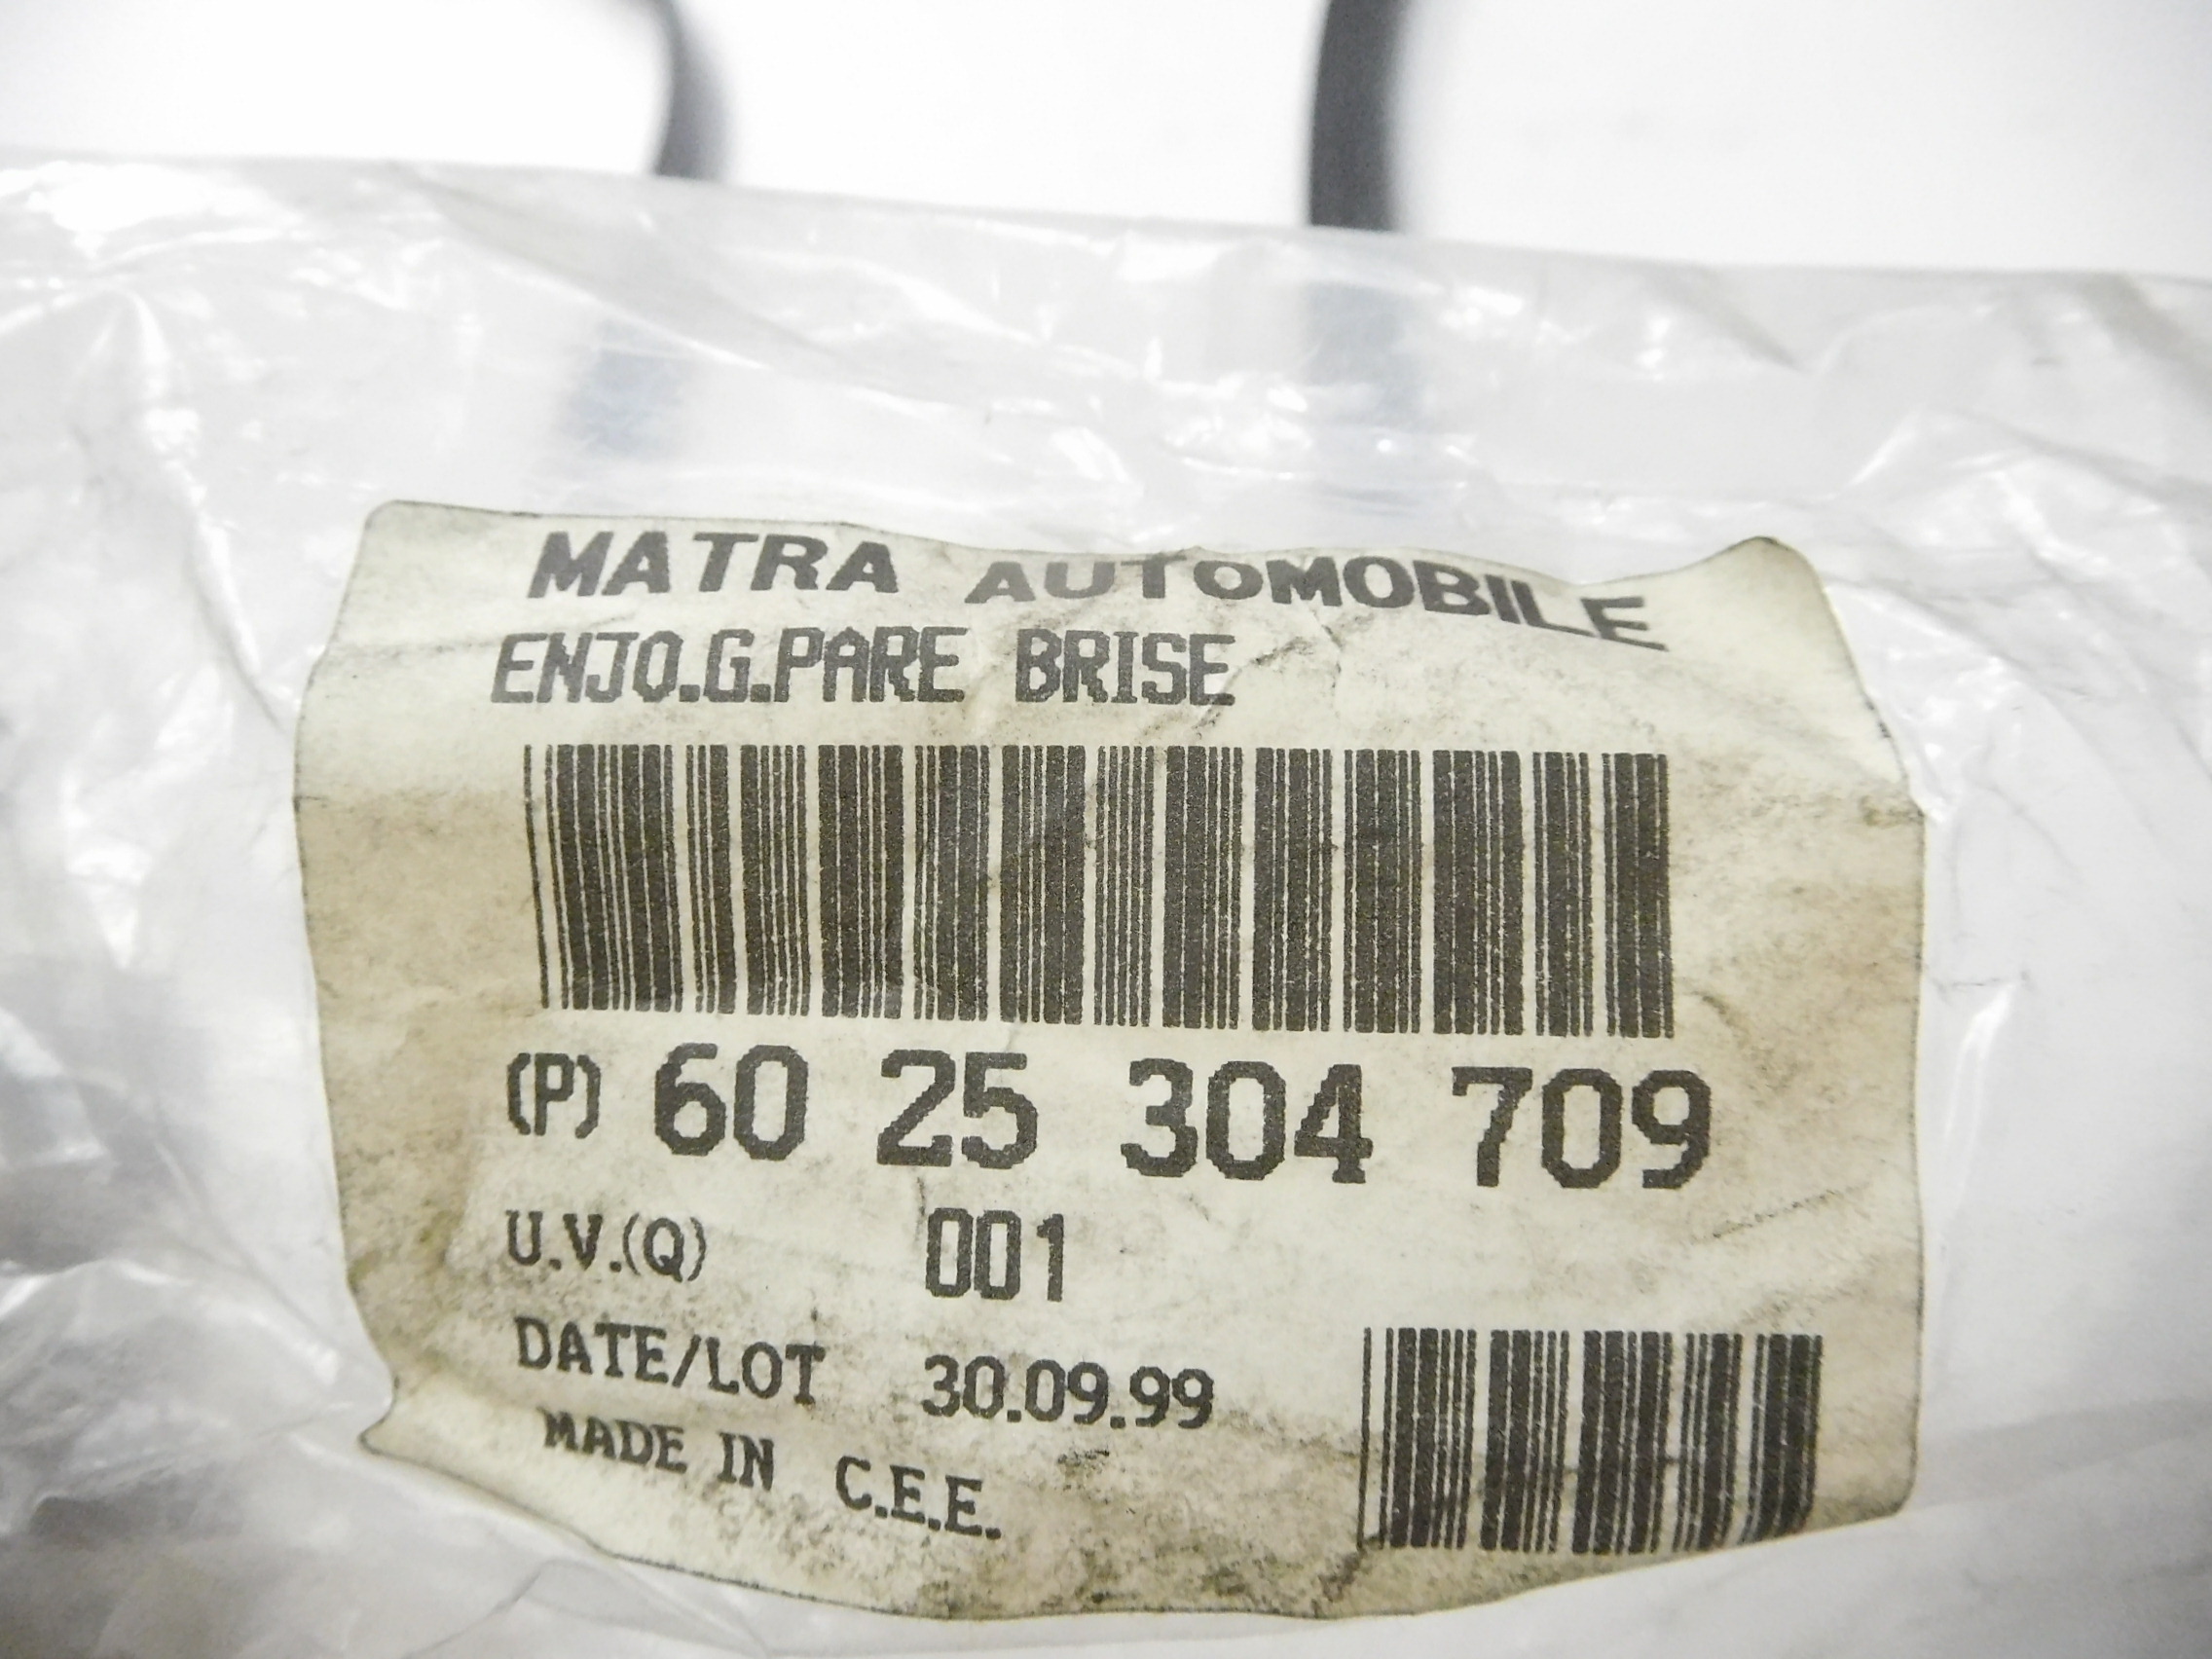 MATRA AUTOMOBILE
ENJO.G.PARE BRISE
(P) 60 25 304 709
U.V.(Q) 001
DATE/LOT 30.09.99
MADE IN C.E.E.